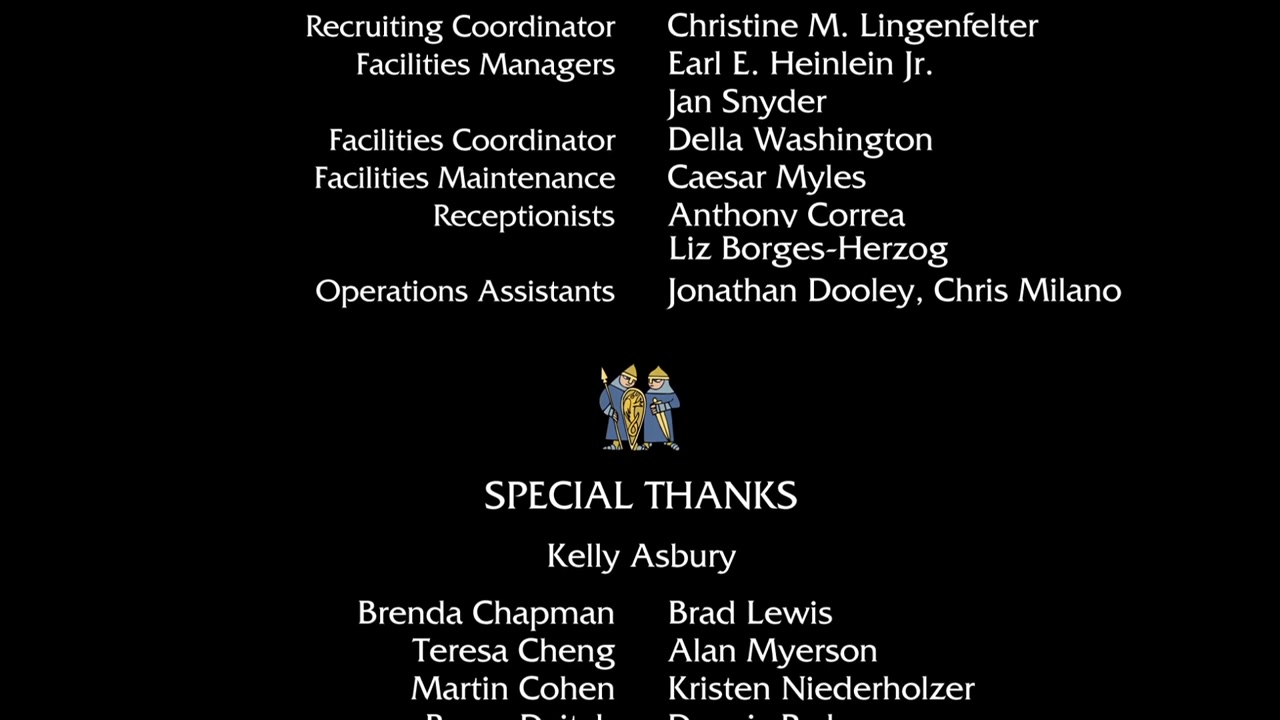 Recruiting Coordinator Christine M. Lingenfelter
Facilities Managers Earl E. Heinlein Jr.
Jan Snyder
Facilities Coordinator Della Washington
Facilities Maintenance Caesar Myles
Receptionists Anthony Correa
Liz Borges-Herzog
Operations Assistants Jonathan Dooley, Chris Milano
SPECIAL THANKS
Kelly Asbury
Brenda Chapman Brad Lewis
Teresa Cheng Alan Myerson
Martin Cohen Kristen Niederholzer